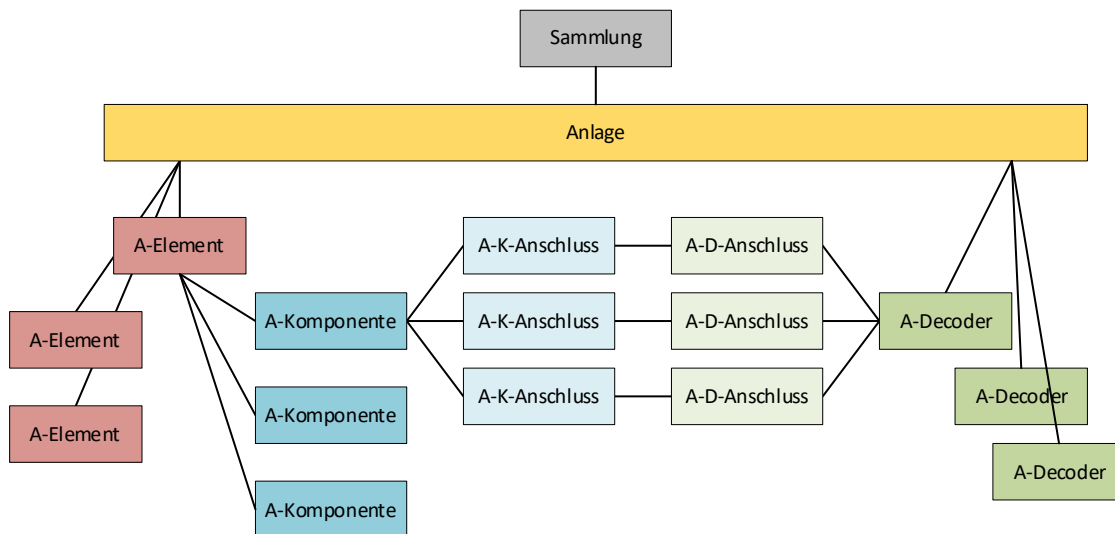 Sammlung
Anlage
A-Element
A-K-Anschluss
A-D-Anschluss
A-Komponente
A-K-Anschluss
A-D-Anschluss
A-Decoder
A-Element
A-K-Anschluss
A-D-Anschluss
A-Decoder
A-Komponente
A-Element
A-Decoder
A-Komponente